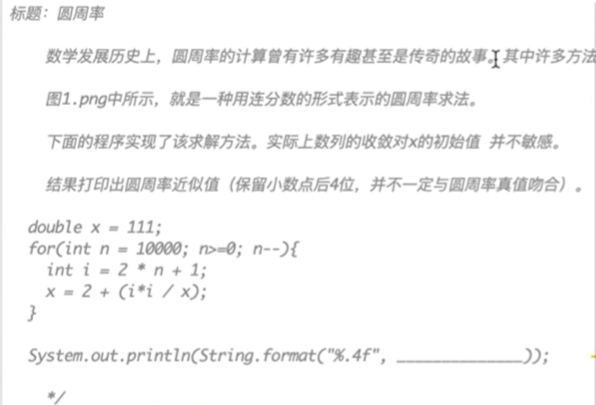 标题：圆周率
数学发展历史上，圆周率的计算曾有许多有趣甚至是传奇的故事。其中许多方法
图1.png中所示，就是一种用连分数的形式表示的圆周率求法。
下面的程序实现了该求解方法。实际上数列的收敛对x的初始值 并不敏感。
结果打印出圆周率近似值（保留小数点后4位，并不一定与圆周率真值吻合）。
double x = 111;
for(int n = 10000; n>=0; n--){
int i = 2 * n + 1;
x = 2 + (i*i / x);
}
System.out.println(String.format("%.4f", ______________));
*/